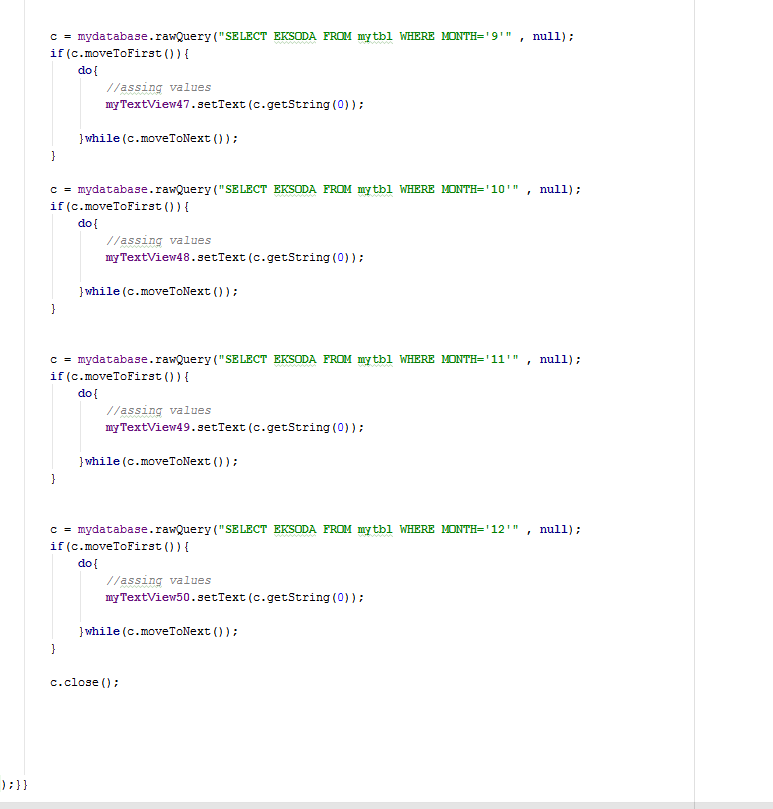 c = mydatabase.rawQuery("SELECT EKSODA FROM mytbl WHERE MONTH='9'" , null);
if(c.moveToFirst()){
do{
//assing values
myTextView47.setText(c.getString(0));
}while(c.moveToNext());
}
c = mydatabase.rawQuery("SELECT EKSODA FROM mytbl WHERE MONTH='10'" , null);
if(c.moveToFirst()){
do{
//assing values
myTextView48.setText(c.getString(0));
}while(c.moveToNext());
}
c = mydatabase.rawQuery("SELECT EKSODA FROM mytbl WHERE MONTH='11'" , null);
if(c.moveToFirst()){
do{
//assing values
myTextView49.setText(c.getString(0));
}while(c.moveToNext());
}
c = mydatabase.rawQuery("SELECT EKSODA FROM mytbl WHERE MONTH='12'" , null);
if(c.moveToFirst()){
do{
//assing values
myTextView50.setText(c.getString(0));
}while(c.moveToNext());
}
c.close();
);}}